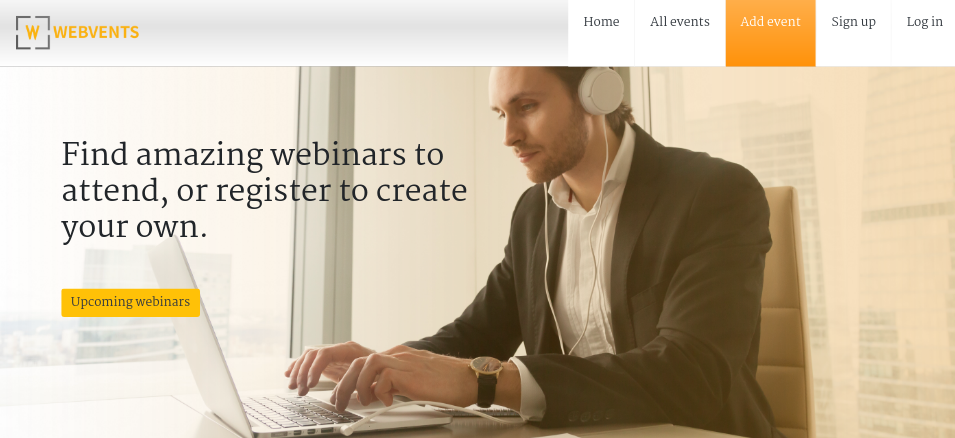 W WEBVENTS
Home
All events
Add event
Sign up
Log in
Find amazing webinars to
attend, or register to create
your own.
Upcoming webinars